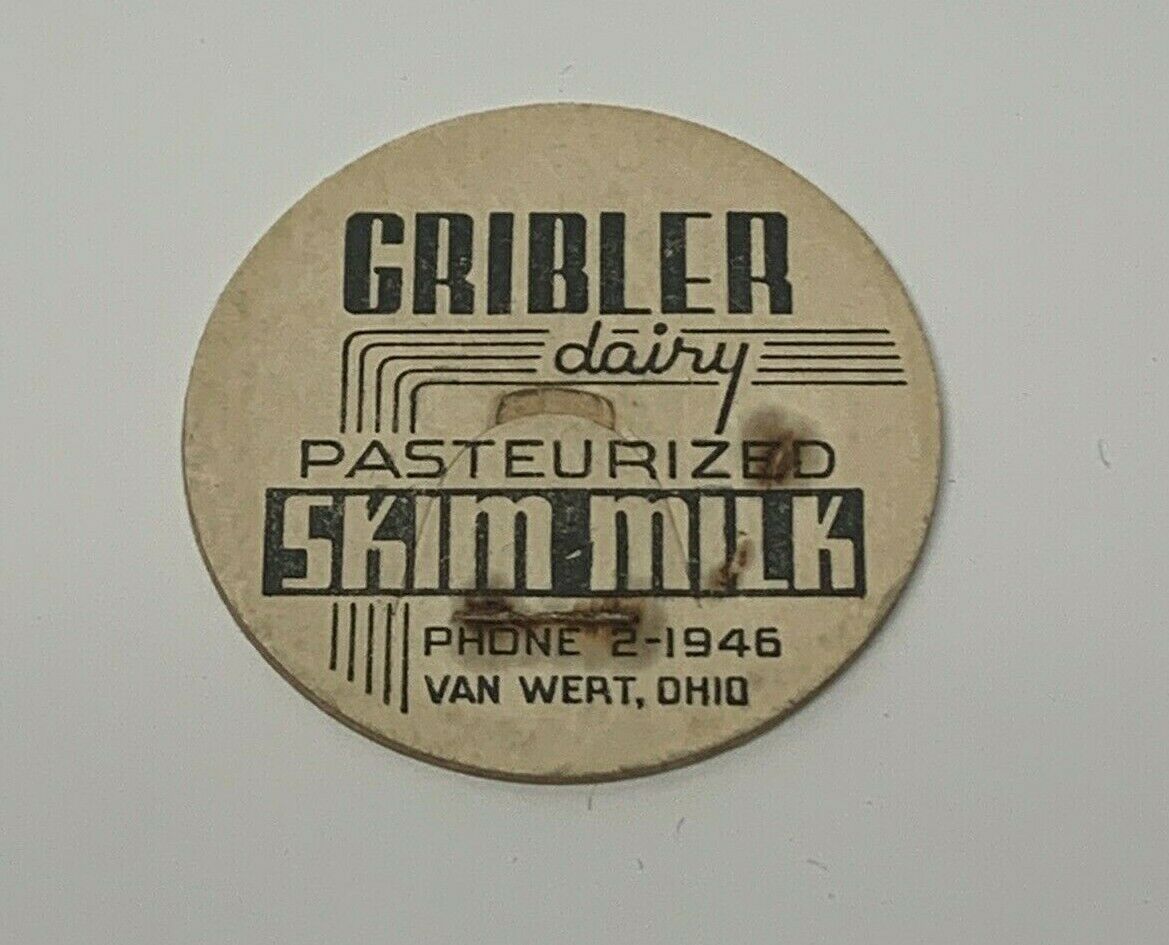 GRIBLER
dairy
PASTEURIZED
SKIM MILK
PHONE 2-1946
VAN WERT, OHIO